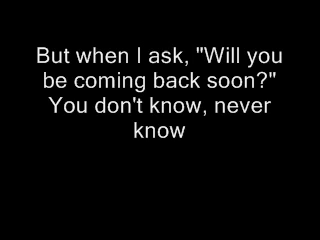 But when I ask, "Will you
be coming back soon?"
You don't know, never
know